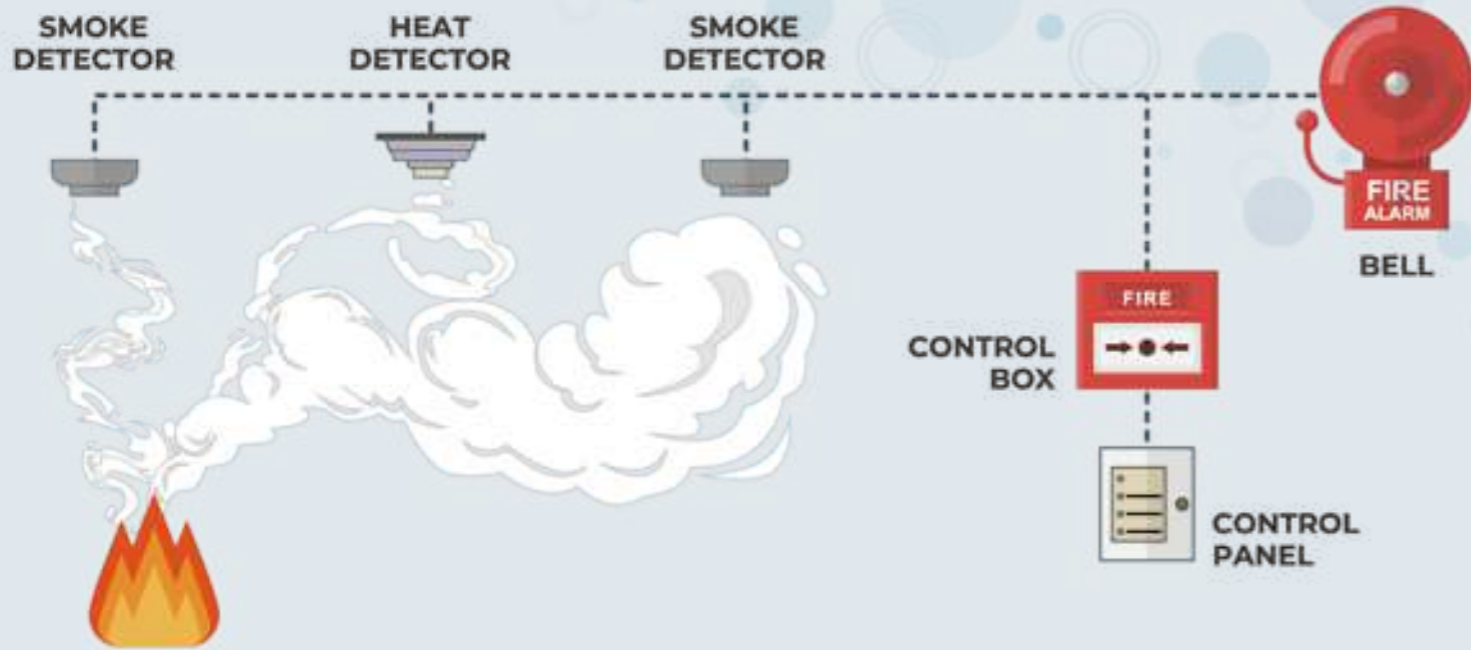 SMOKE
DETECTOR
HEAT
DETECTOR
SMOKE
DETECTOR
FIRE
ALARM
BELL
FIRE
CONTROL
BOX
CONTROL
PANEL